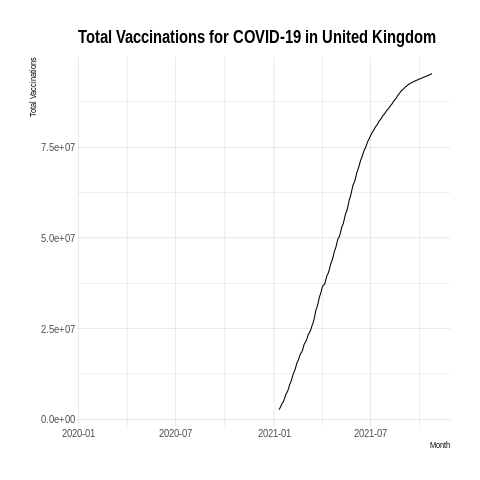 Total Vaccinations for COVID-19 in United Kingdom
Total Vaccinations
7.5e+07
5.0e+07
2.5e+07
0.0e+00
2020-01 2020-07 2021-01 2021-07
Month